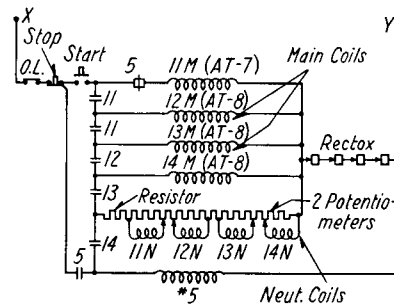 X
Y
Stop
Start
O.L.
5
11M (AT-7)
Main Coils
11
12M (AT-8)
11
13M (AT-8)
12
14M (AT-8)
Rectox
13
Resistor
2 Potentio-
meters
14
11N
12N
13N
14N
5
#5
Neut. Coils